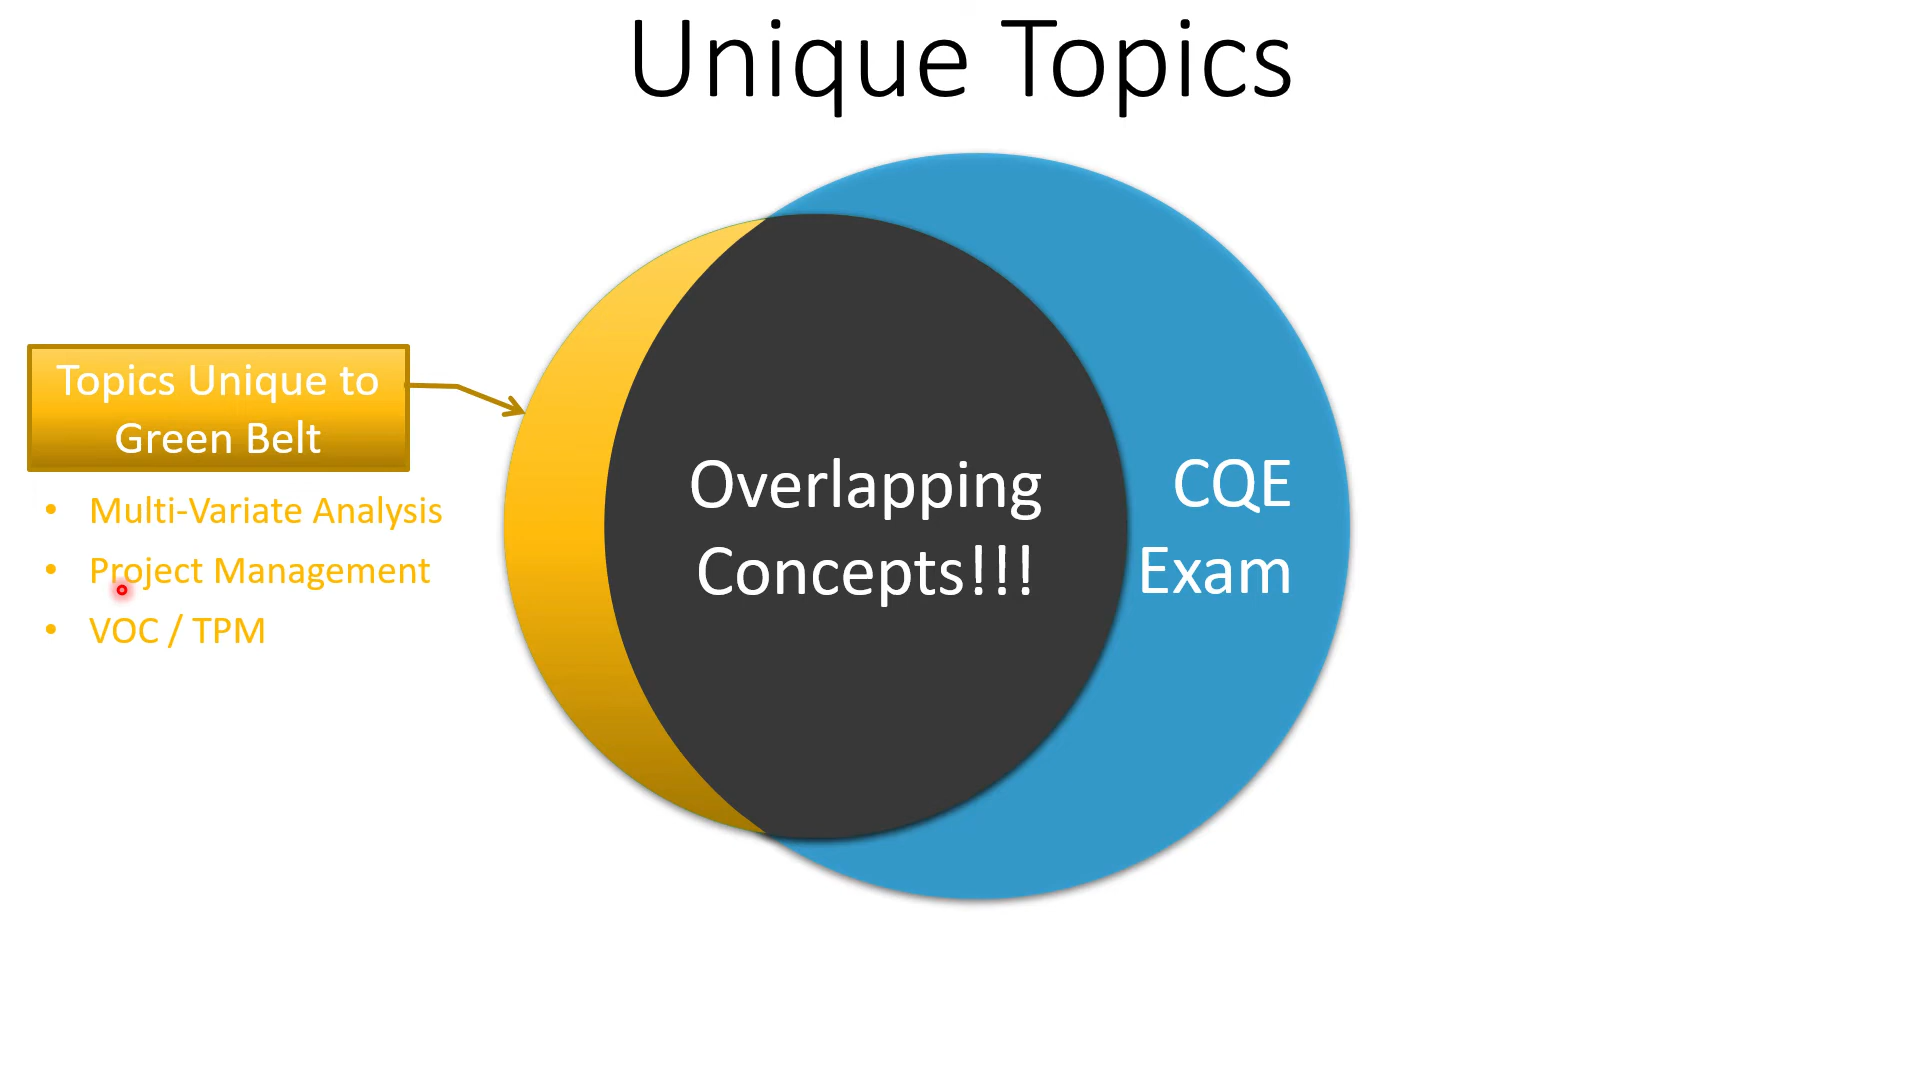 Unique Topics
Topics Unique to
Green Belt
• Multi-Variate Analysis
• Project Management
• VOC / TPM
Overlapping
Concepts!!!
CQE
Exam